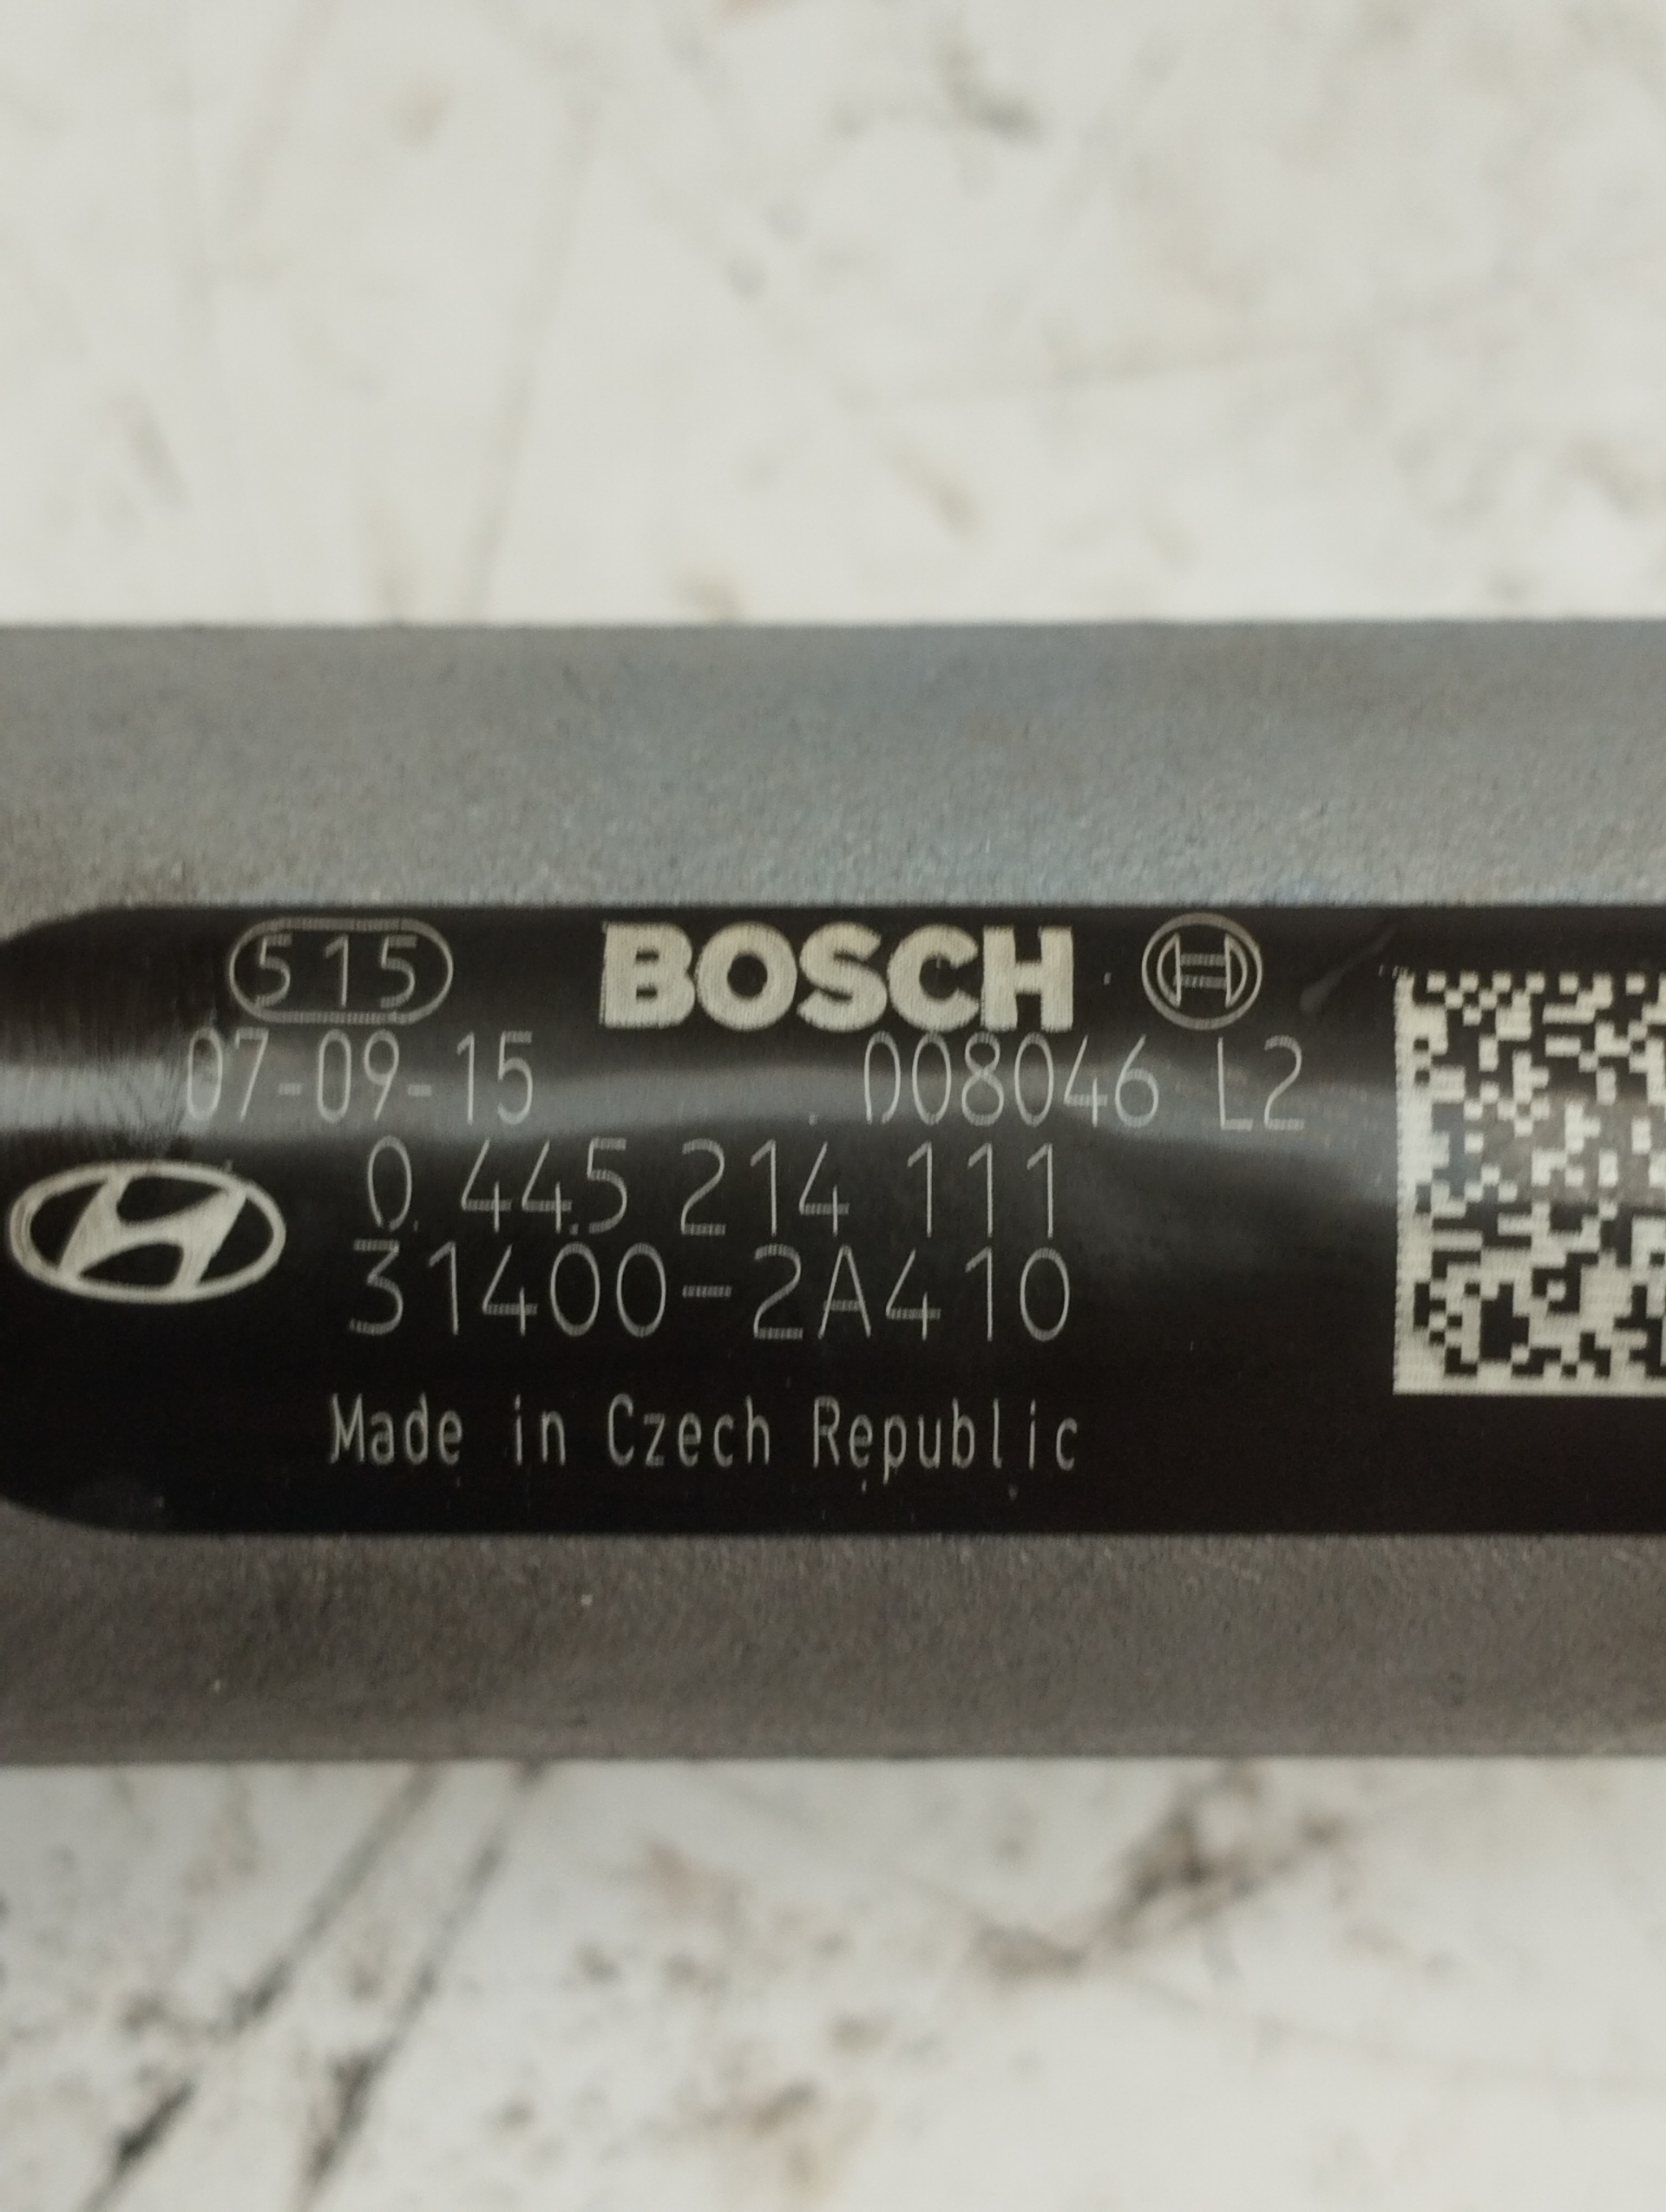 515 BOSCH
07-09-15 008046 L2
0 445 214 111
31400-2A410
Made in Czech Republic